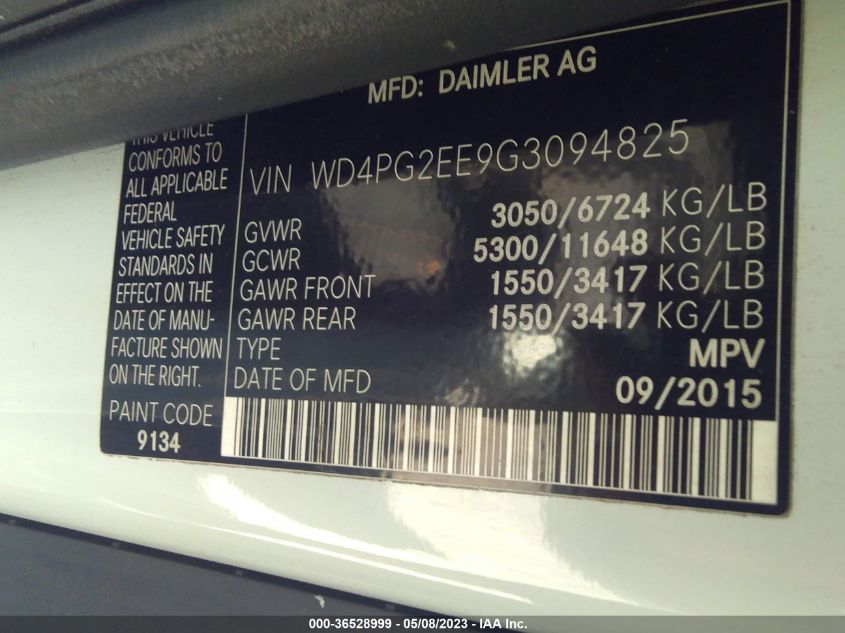 MFD: DAIMLER AG
THIS VEHICLE
CONFORMS TO
ALL APPLICABLE
FEDERAL
VEHICLE SAFETY
STANDARDS IN
EFFECT ON THE
DATE OF MANU-
FACTURE SHOWN
ON THE RIGHT.
PAINT CODE
9134
VIN WD4PG2EE9G3094825
GVWR 3050/6724 KG/LB
GCWR 5300/11648 KG/LB
GAWR FRONT 1550/3417 KG/LB
GAWR REAR 1550/3417 KG/LB
TYPE MPV
DATE OF MFD 09/2015
000-36528999 - 05/08/2023 - IAA Inc.